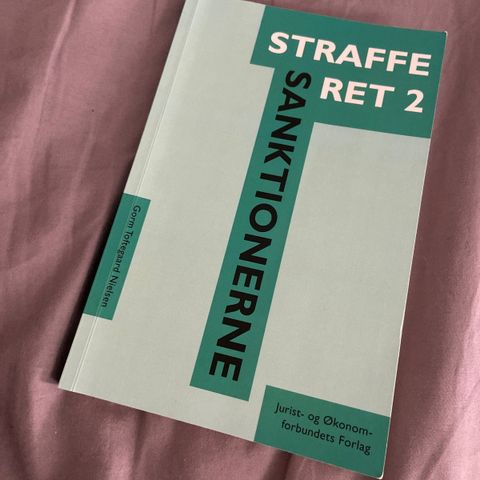 STRAFFE
RET 2
SANKTIONERNE
Gorm Toftegaard Nielsen
Jurist- og Økonom-
forbundets Forlag